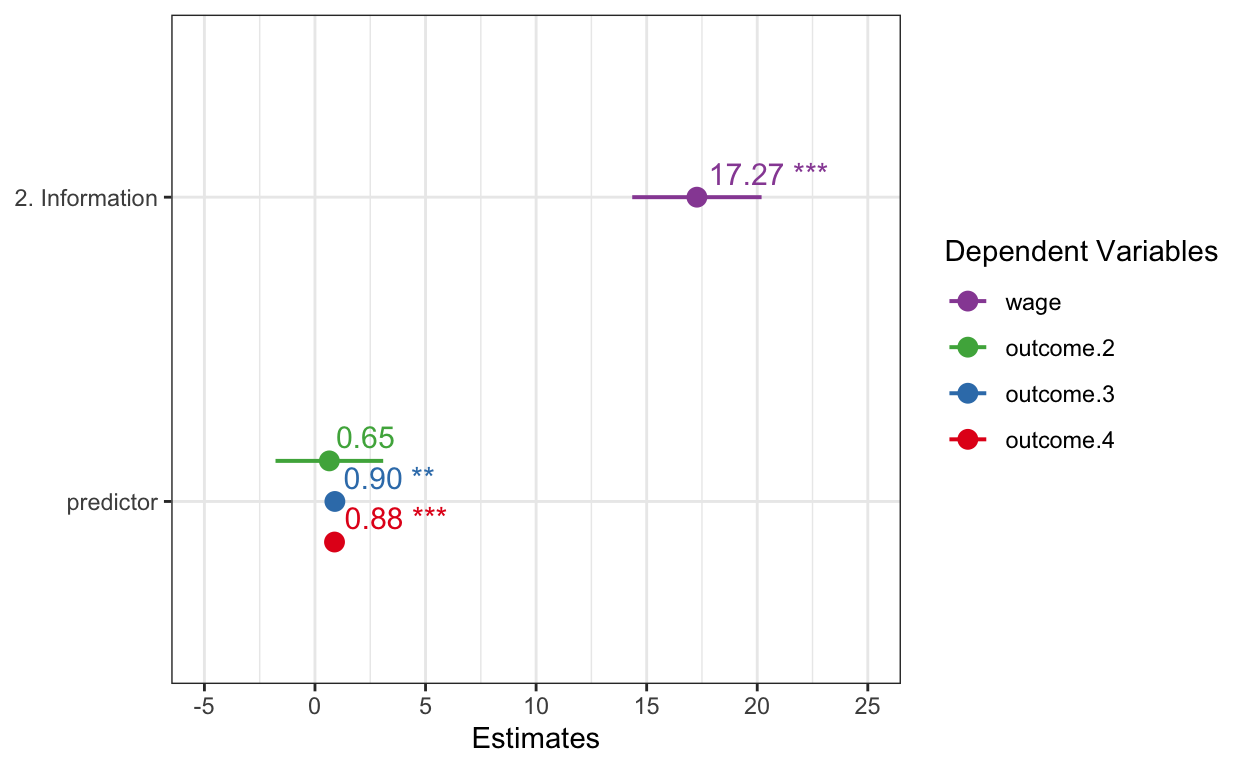 17.27 ***
2. Information
0.65
0.90 **
predictor
0.88 ***
-5 0 5 10 15 20 25
Estimates
Dependent Variables
wage
outcome.2
outcome.3
outcome.4